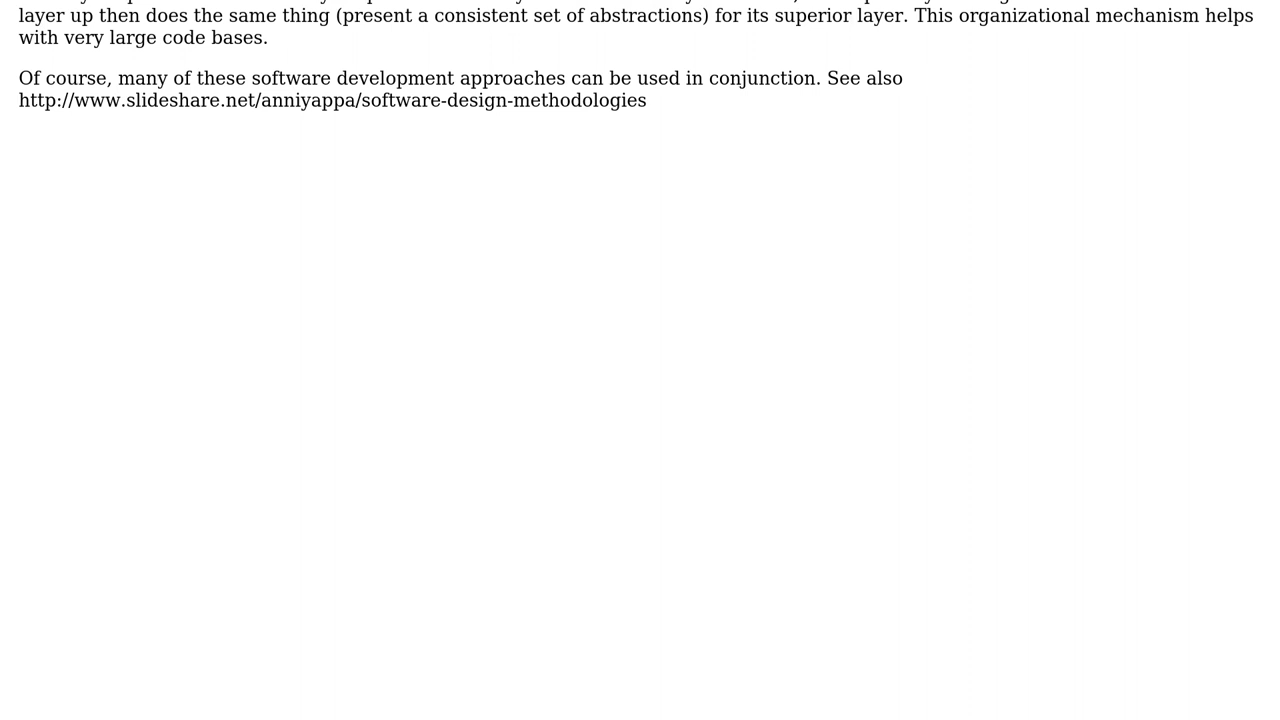 layer up then does the same thing (present a consistent set of abstractions) for its superior layer. This organizational mechanism helps
with very large code bases.
Of course, many of these software development approaches can be used in conjunction. See also
http://www.slideshare.net/anniyappa/software-design-methodologies